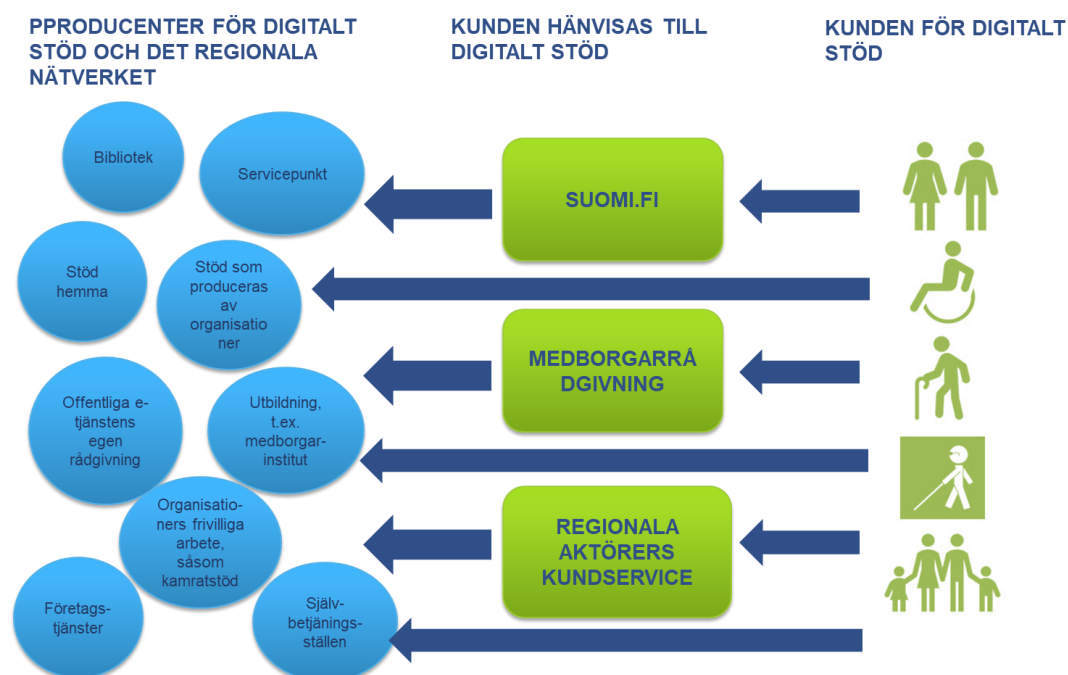 PPRODUCENTER FÖR DIGITALT
STÖD OCH DET REGIONALA
NÄTVERKET
KUNDEN HÄNVISAS TILL
DIGITALT STÖD
KUNDEN FÖR DIGITALT
STÖD
Bibliotek
Servicepunkt
Stöd
hemma
Stöd som
produceras
av
organisatio
ner
Offentliga e-
tjänstens
egen
rådgivning
Utbildning,
t.ex.
medborgar-
institut
Organisatio-
ners frivilliga
arbete,
såsom
kamratstöd
Företags-
tjänster
Själv-
betjänings-
ställen
SUOMI.FI
MEDBORGARRÅ
DGIVNING
REGIONALA
AKTÖRERS
KUNDSERVICE